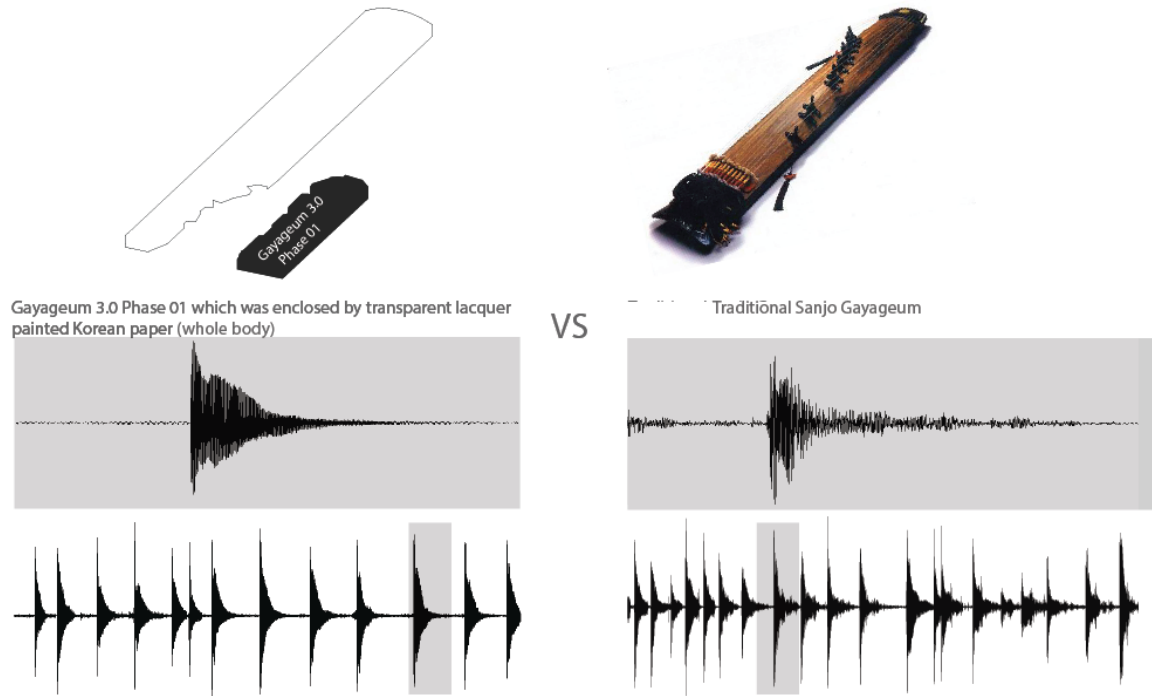 Gayageum 3.0
Phase 01
Gayageum 3.0 Phase 01 which was enclosed by transparent lacquer
painted Korean paper (whole body)
VS
Traditional Sanjo Gayageum